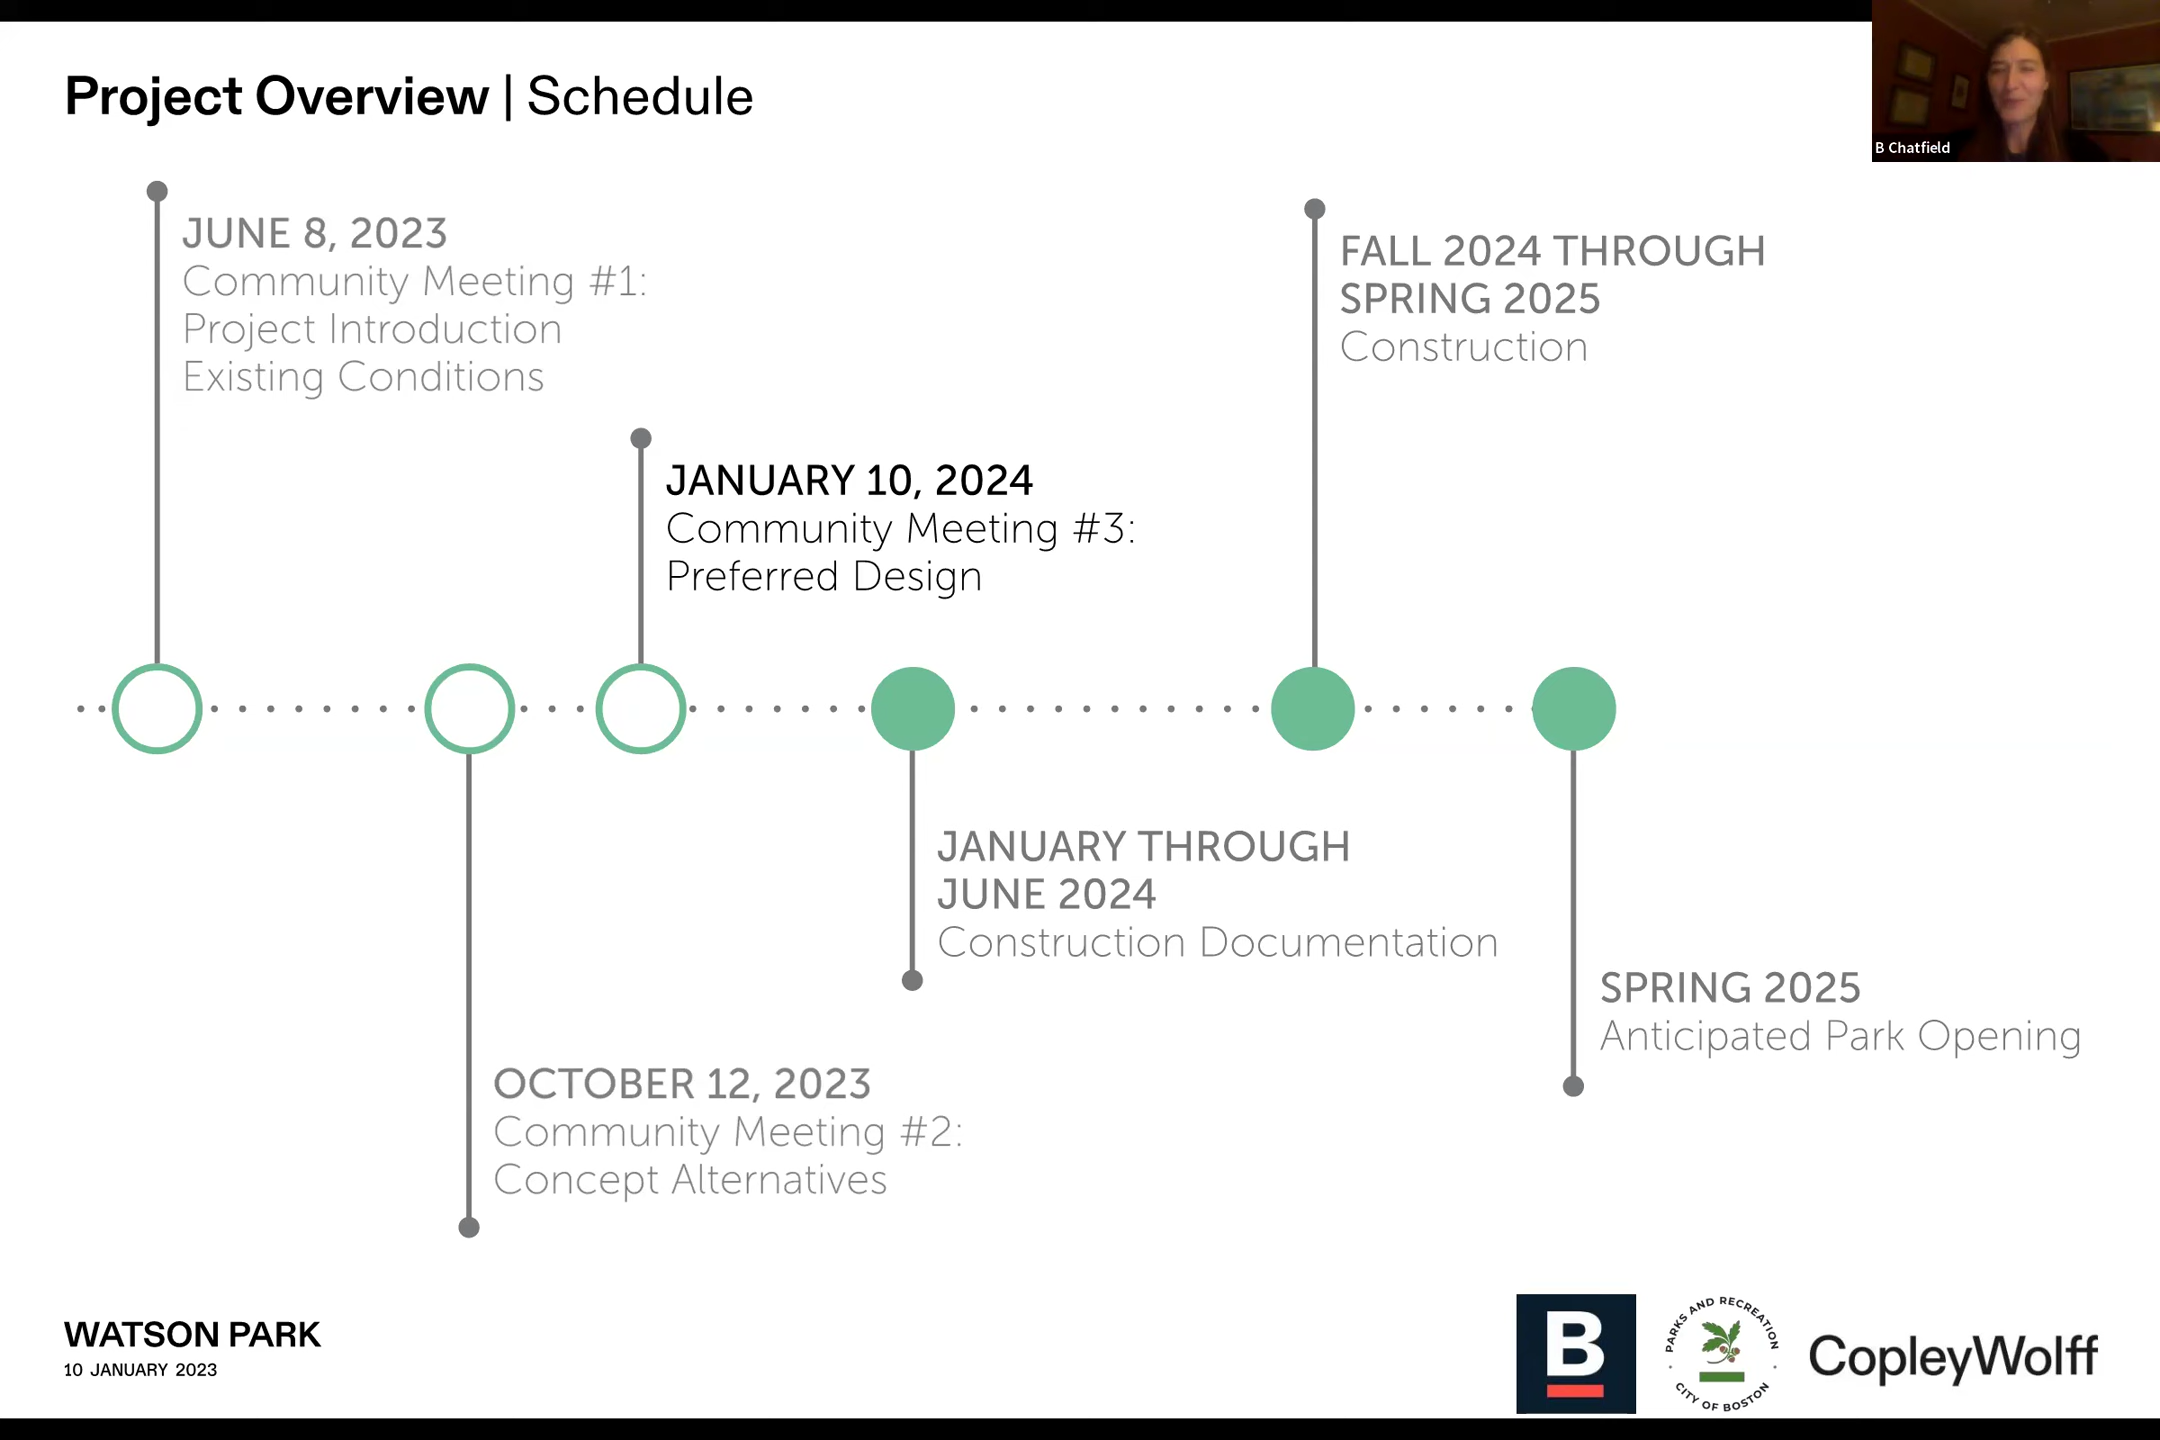 Project Overview | Schedule
B Chatfield
JUNE 8, 2023
Community Meeting #1:
Project Introduction
Existing Conditions
FALL 2024 THROUGH
SPRING 2025
Construction
JANUARY 10, 2024
Community Meeting #3:
Preferred Design
JANUARY THROUGH
JUNE 2024
Construction Documentation
SPRING 2025
Anticipated Park Opening
OCTOBER 12, 2023
Community Meeting #2:
Concept Alternatives
WATSON PARK
10 JANUARY 2023
B
PARKS AND RECREATION
CITY OF BOSTON
CopleyWolff